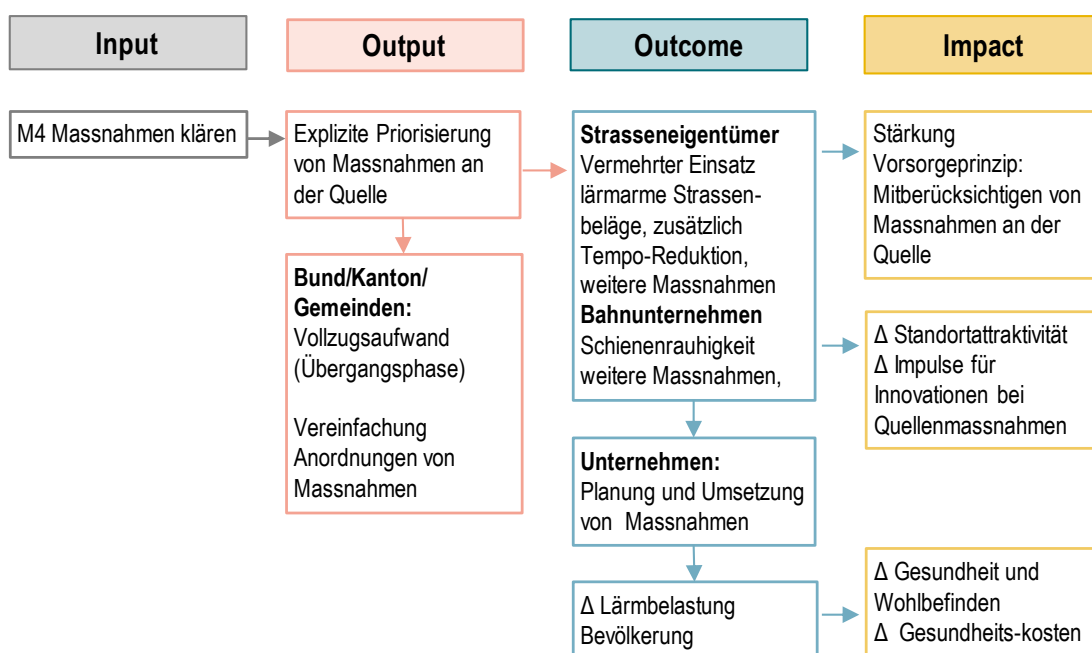 Input
Output
Outcome
Impact
M4 Massnahmen klären
Explizite Priorisierung
von Massnahmen an
der Quelle
Bund/Kanton/
Gemeinden:
Vollzugsaufwand
(Übergangsphase)
Vereinfachung
Anordnungen von
Massnahmen
Strasseneigentümer
Vermehrter Einsatz
lärmarme Strassen-
beläge, zusätzlich
Tempo-Reduktion,
weitere Massnahmen
Bahnunternehmen
Schienenrauhigkeit
weitere Massnahmen,
Unternehmen:
Planung und Umsetzung
von Massnahmen
Δ Lärmbelastung
Bevölkerung
Stärkung
Vorsorgeprinzip:
Mitberücksichtigen von
Massnahmen an der
Quelle
Δ Standortattraktivität
Δ Impulse für
Innovationen bei
Quellenmassnahmen
Δ Gesundheit und
Wohlbefinden
Δ Gesundheits-kosten